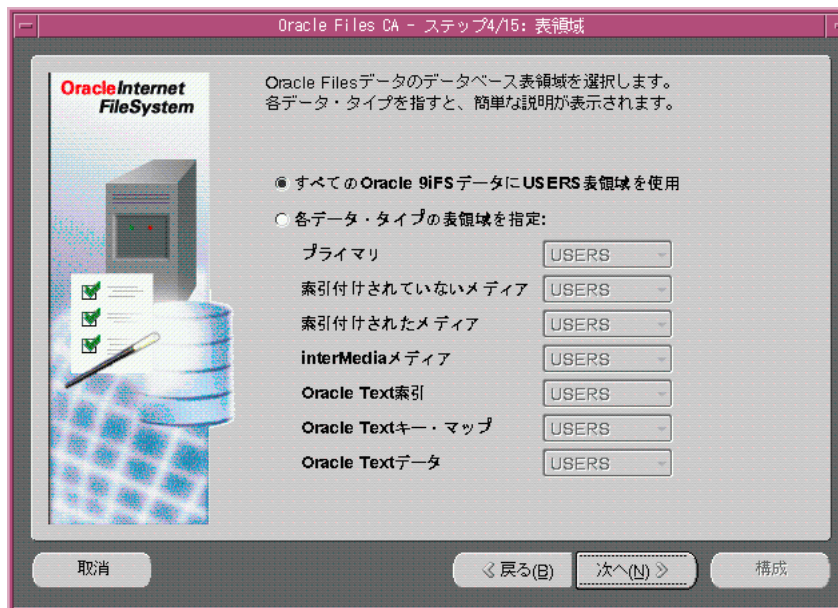 Oracle Files CA - ステップ4/15: 表領域
OracleInternet
FileSystem
Oracle Filesデータのデータベース表領域を選択します。
各データ・タイプを指すと、簡単な説明が表示されます。
すべてのOracle 9iFSデータにUSERS表領域を使用
各データ・タイプの表領域を指定:
プライマリ USERS
索引付けされていないメディア USERS
索引付けされたメディア USERS
interMediaメディア USERS
Oracle Text索引 USERS
Oracle Textキー・マップ USERS
Oracle Textデータ USERS
取消 戻る(B) 次へ(N) 構成